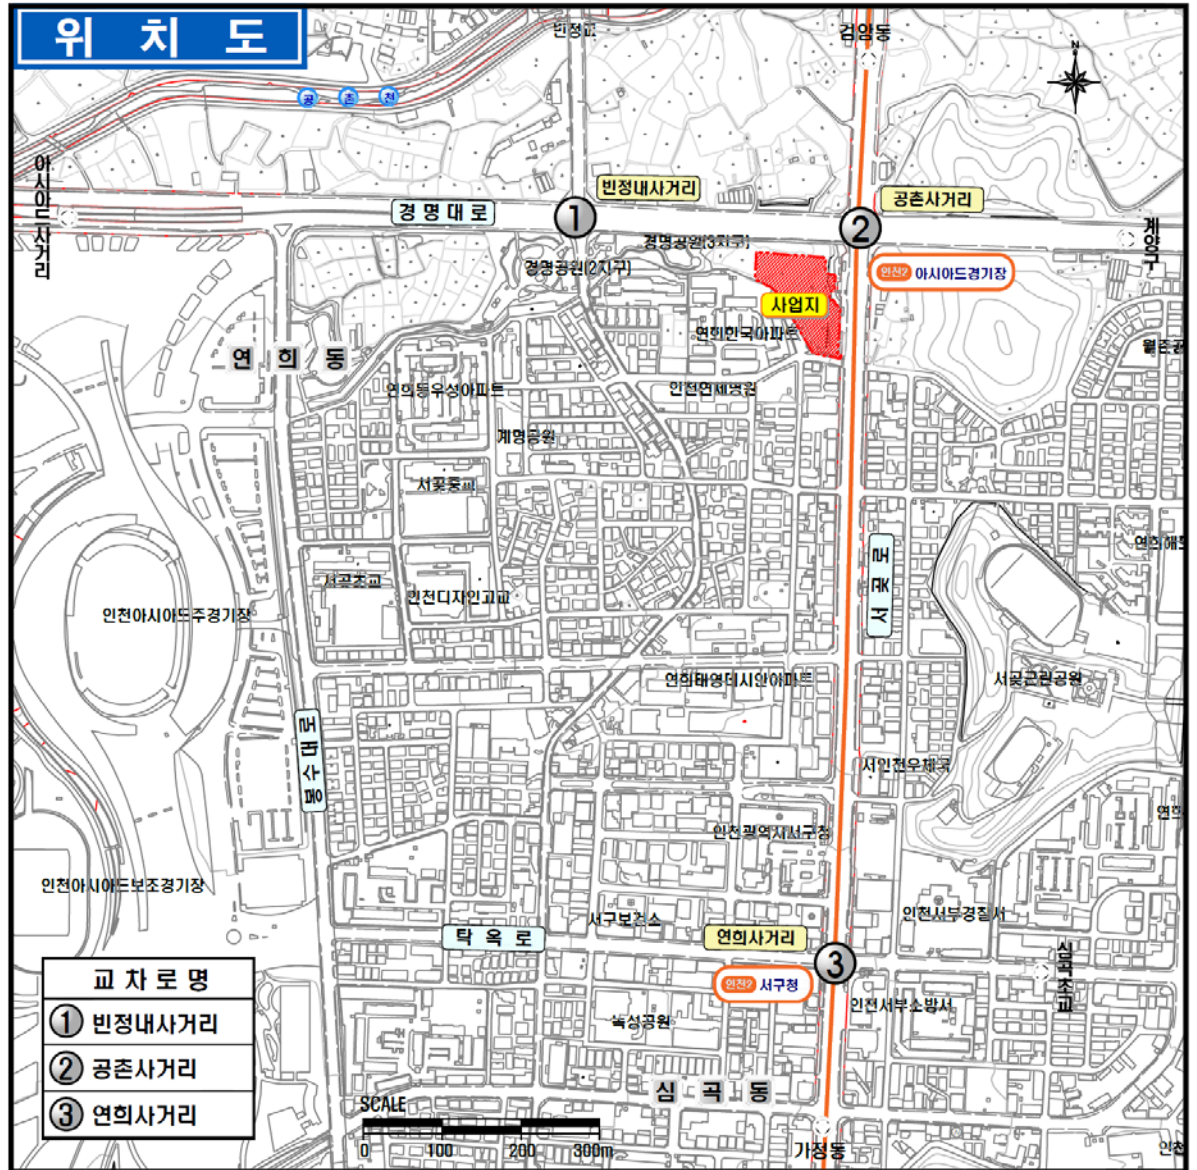 위 치 도
빈정교
검암동
N
공 촌 천
아시아드사거리
빈정내사거리
경명대로
1
공촌사거리
2
계양구
경명공원(3지구)
경명공원(2지구)
인천2 아시아드경기장
사업지
연희한국아파트
연 희 동
연희동우성아파트
인천연세병원
계명공원
서곶중교
서곶초교
인천디자인고교
인천아시아드주경기장
서곶로
연희태영데시앙아파트
서곶근린공원
봉수대로
서인천우체국
인천광역시서구청
인천아시아드보조경기장
서구보건소
인천서부경찰서
탁 옥 로
연희사거리
3
심곡초교
인천2 서구청
인천서부소방서
녹성공원
교 차 로 명
1 빈정내사거리
2 공촌사거리
3 연희사거리
심 곡 동
SCALE
0 100 200 300m
가정동